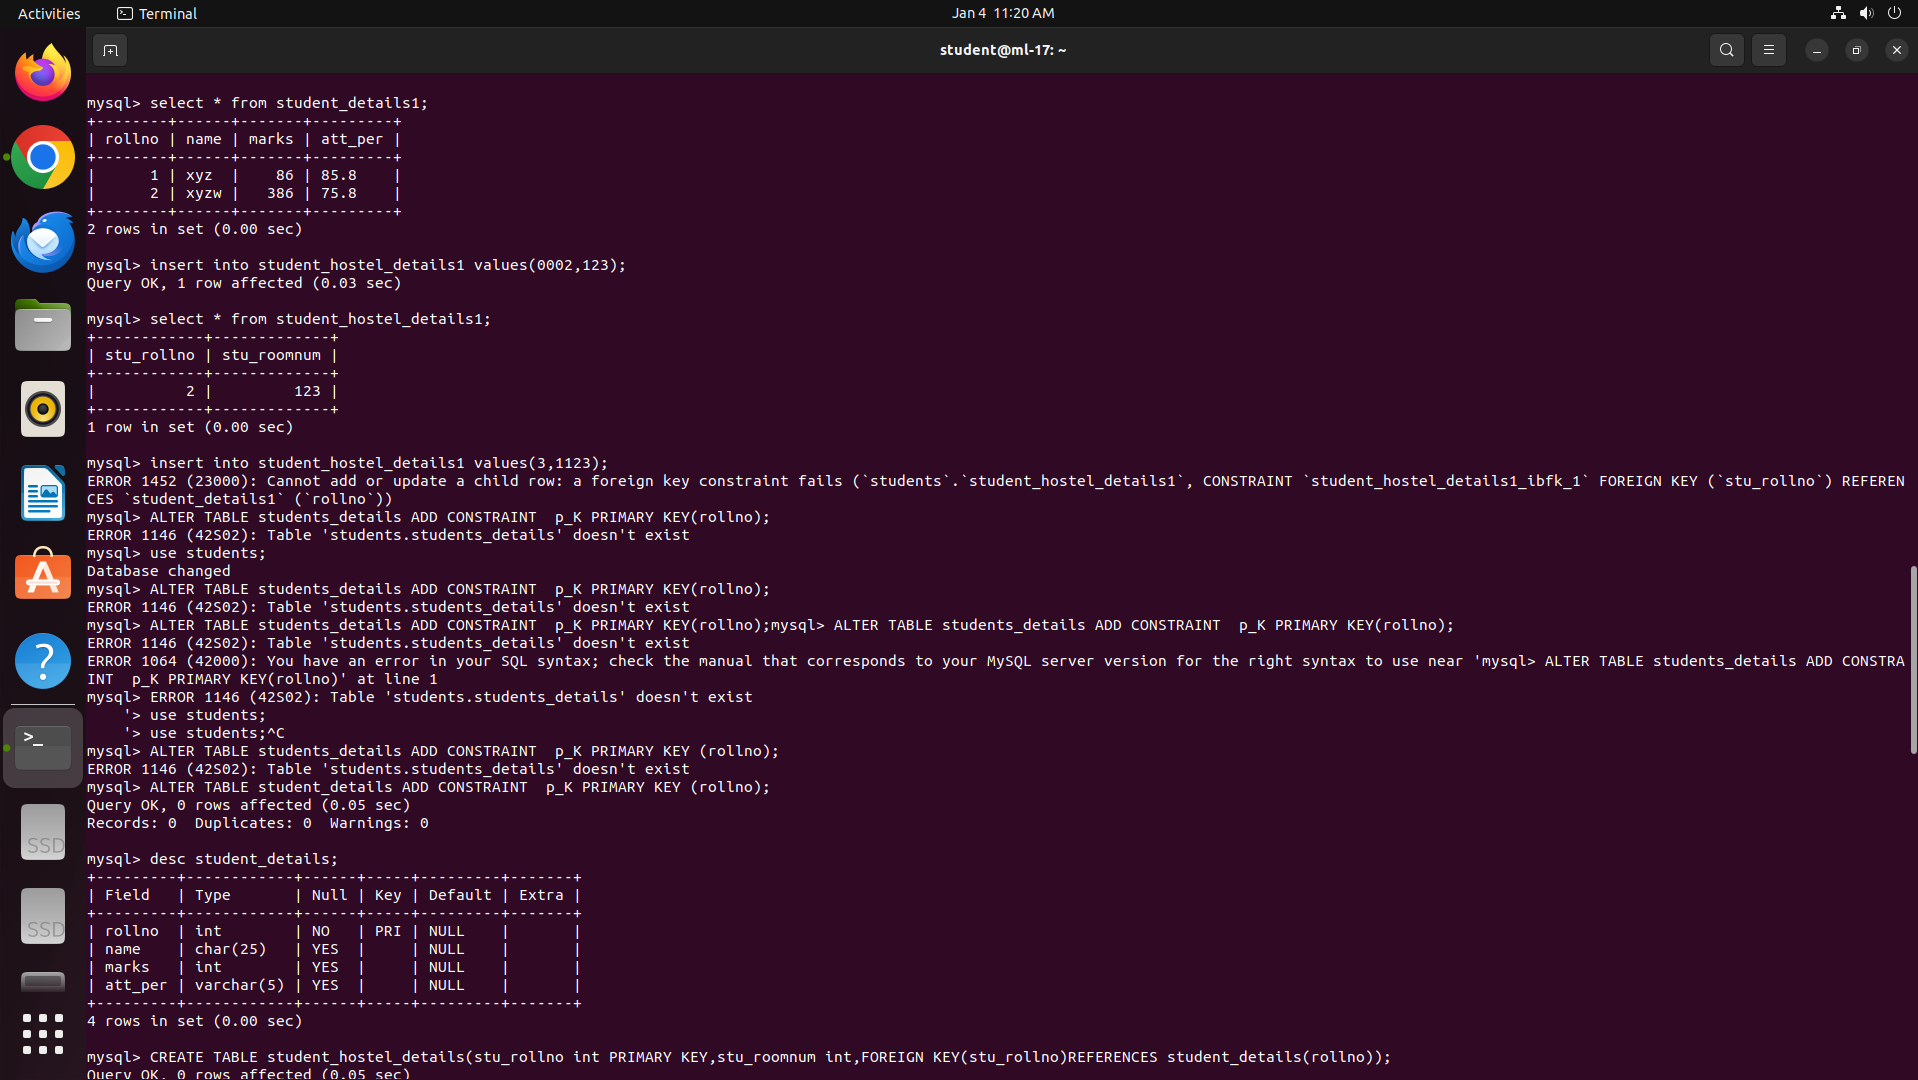 Activities
Terminal
Jan 4 11:20 AM
student@ml-17: ~
mysql> select * from student_details1;
+--------+------+-------+---------+
| rollno | name | marks | att_per |
+--------+------+-------+---------+
|      1 | xyz  |    86 | 85.8    |
|      2 | xyzw |   386 | 75.8    |
+--------+------+-------+---------+
2 rows in set (0.00 sec)
mysql> insert into student_hostel_details1 values(0002,123);
Query OK, 1 row affected (0.03 sec)
mysql> select * from student_hostel_details1;
+------------+-------------+
| stu_rollno | stu_roomnum |
+------------+-------------+
|          2 |         123 |
+------------+-------------+
1 row in set (0.00 sec)
mysql> insert into student_hostel_details1 values(3,1123);
ERROR 1452 (23000): Cannot add or update a child row: a foreign key constraint fails (`students`.`student_hostel_details1`, CONSTRAINT `student_hostel_details1_ibfk_1` FOREIGN KEY (`stu_rollno`) REFEREN
CES `student_details1` (`rollno`))
mysql> ALTER TABLE students_details ADD CONSTRAINT  p_K PRIMARY KEY(rollno);
ERROR 1146 (42S02): Table 'students.students_details' doesn't exist
mysql> use students;
Database changed
mysql> ALTER TABLE students_details ADD CONSTRAINT  p_K PRIMARY KEY(rollno);
ERROR 1146 (42S02): Table 'students.students_details' doesn't exist
mysql> ALTER TABLE students_details ADD CONSTRAINT  p_K PRIMARY KEY(rollno);mysql> ALTER TABLE students_details ADD CONSTRAINT  p_K PRIMARY KEY(rollno);
ERROR 1146 (42S02): Table 'students.students_details' doesn't exist
ERROR 1064 (42000): You have an error in your SQL syntax; check the manual that corresponds to your MySQL server version for the right syntax to use near 'mysql> ALTER TABLE students_details ADD CONSTRA
INT  p_K PRIMARY KEY(rollno)' at line 1
mysql> ERROR 1146 (42S02): Table 'students.students_details' doesn't exist
    '> use students;
    '> use students;^C
mysql> ALTER TABLE students_details ADD CONSTRAINT  p_K PRIMARY KEY (rollno);
ERROR 1146 (42S02): Table 'students.students_details' doesn't exist
mysql> ALTER TABLE student_details ADD CONSTRAINT  p_K PRIMARY KEY (rollno);
Query OK, 0 rows affected (0.05 sec)
Records: 0  Duplicates: 0  Warnings: 0
mysql> desc student_details;
+---------+------------+------+-----+---------+-------+
| Field   | Type       | Null | Key | Default | Extra |
+---------+------------+------+-----+---------+-------+
| rollno  | int        | NO   | PRI | NULL    |       |
| name    | char(25)   | YES  |     | NULL    |       |
| marks   | int        | YES  |     | NULL    |       |
| att_per | varchar(5) | YES  |     | NULL    |       |
+---------+------------+------+-----+---------+-------+
4 rows in set (0.00 sec)
mysql> CREATE TABLE student_hostel_details(stu_rollno int PRIMARY KEY,stu_roomnum int,FOREIGN KEY(stu_rollno)REFERENCES student_details(rollno));
Query OK, 0 rows affected (0.05 sec)
SSD
SSD